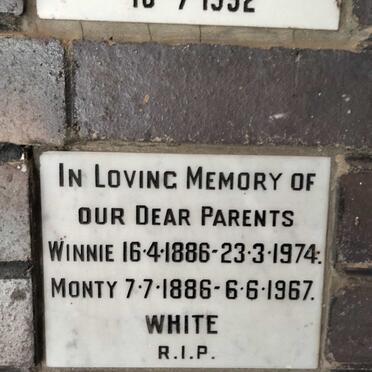 IN LOVING MEMORY OF
OUR DEAR PARENTS
WINNIE 16·4·1886-23·3·1974.
MONTY 7·7·1886-6·6·1967.
WHITE
R.I.P.